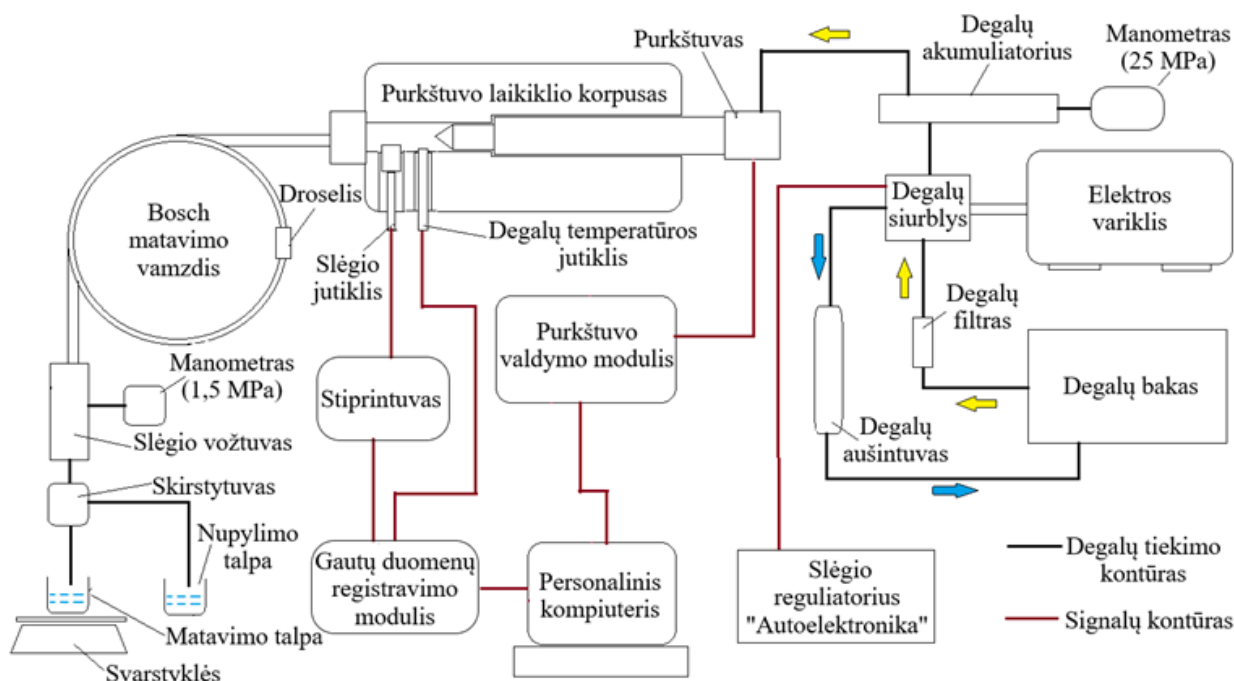 Purkštuvas
Degalų
akumuliatorius
Manometras
(25 MPa)
Purkštuvo laikiklio korpusas
Bosch
matavimo
vamzdis
Droselis
Slėgio
jutiklis
Degalų temperatūros
jutiklis
Degalų
siurblys
Elektros
variklis
Degalų
filtras
Purkštuvo
valdymo modulis
Degalų bakas
Manometras
(1,5 MPa)
Stiprintuvas
Slėgio vožtuvas
Degalų
aušintuvas
Skirstytuvas
Nupylimo
talpa
Gautų duomenų
registravimo
modulis
Personalinis
kompiuteris
Slėgio
reguliatorius
"Autoelektronika"
Degalų tiekimo
kontūras
Signalų kontūras
Matavimo talpa
Svarstyklės